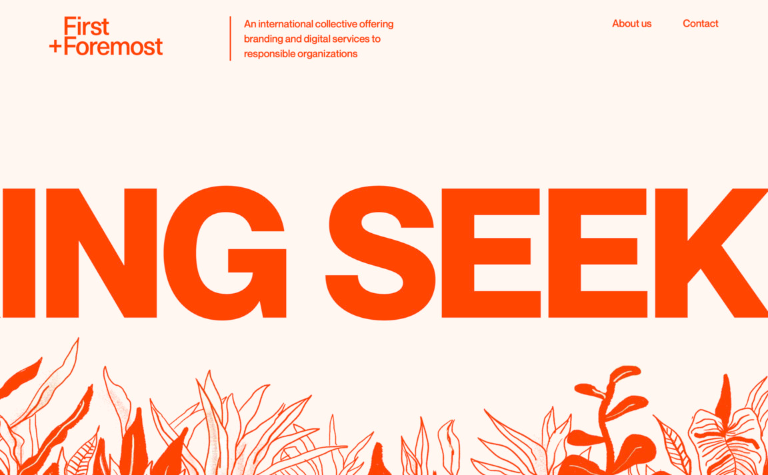 First
+Foremost
An international collective offering
branding and digital services to
responsible organizations
About us
Contact
ING SEEK